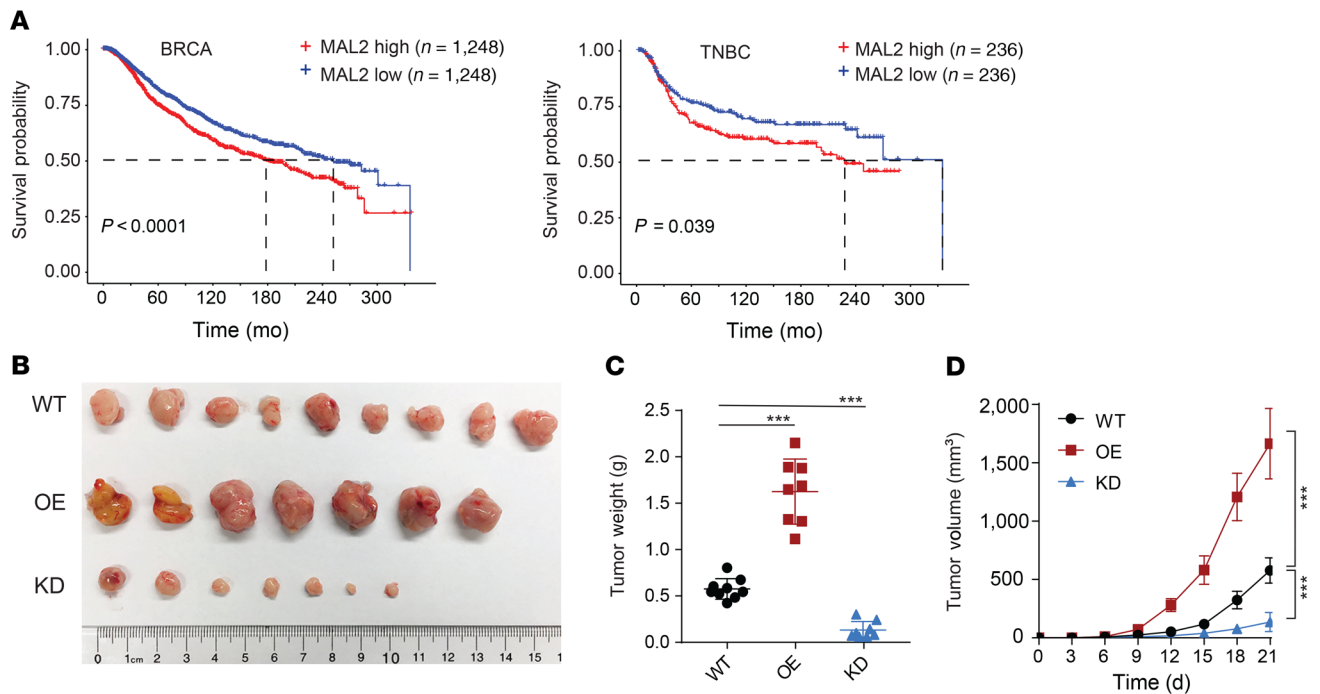 A
BRCA
MAL2 high (n = 1,248)
MAL2 low (n = 1,248)
Survival probability
1.00
0.75
0.50
0.25
0.00
P < 0.0001
0 60 120 180 240 300
Time (mo)
TNBC
MAL2 high (n = 236)
MAL2 low (n = 236)
Survival probability
1.00
0.75
0.50
0.25
0.00
P = 0.039
0 60 120 180 240 300
Time (mo)
B
WT
OE
KD
0 1cm 2 3 4 5 6 7 8 9 10 11 12 13 14 15 1
C
Tumor weight (g)
2.5
2.0
1.5
1.0
0.5
0.0
***
***
WT OE KD
D
Tumor volume (mm³)
2,000
1,500
1,000
500
0
WT
OE
KD
***
***
0 3 6 9 12 15 18 21
Time (d)